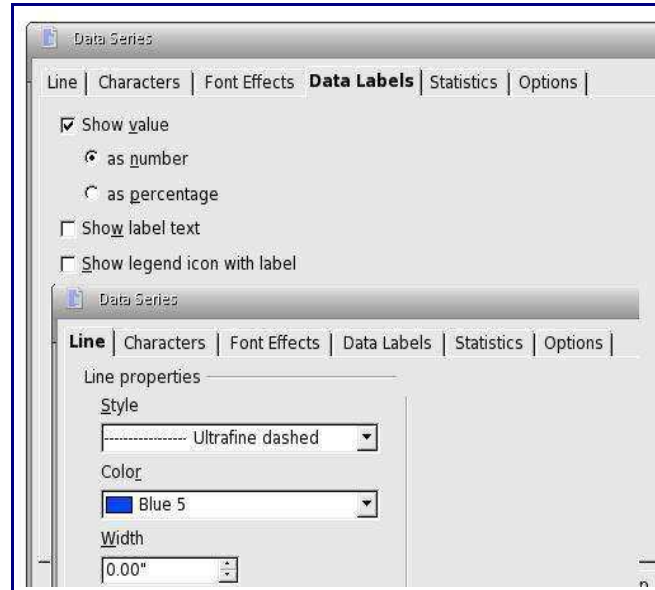 Data Series
Line | Characters | Font Effects Data Labels | Statistics | Options |
Show value
as number
as percentage
Show label text
Show legend icon with label
Data Series
Line | Characters | Font Effects | Data Labels | Statistics | Options |
Line properties
Style
Ultrafine dashed
Color
Blue 5
Width
0.00"